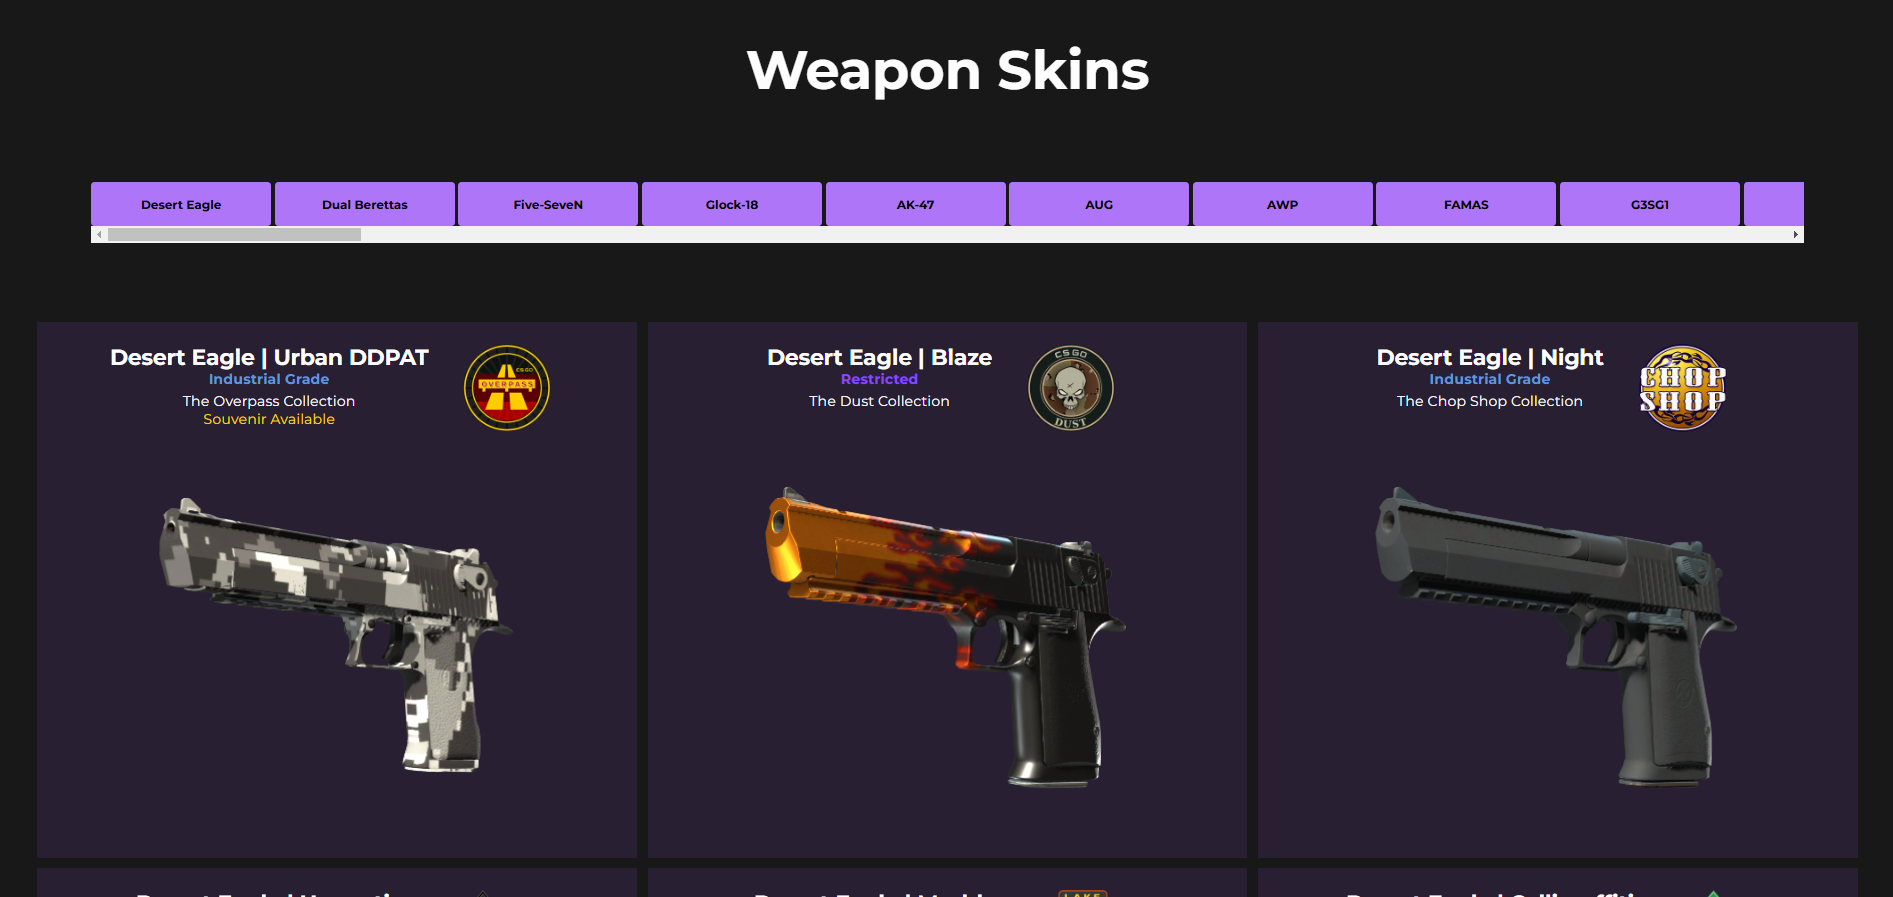 Weapon Skins
Desert Eagle
Dual Berettas
Five-SeveN
Glock-18
AK-47
AUG
AWP
FAMAS
G3SG1
Desert Eagle | Urban DDPAT
Industrial Grade
The Overpass Collection
Souvenir Available
CS GO
OVERPASS
Desert Eagle | Blaze
Restricted
The Dust Collection
CS GO
DUST
Desert Eagle | Night
Industrial Grade
The Chop Shop Collection
CHOP
SHOP
LAKE